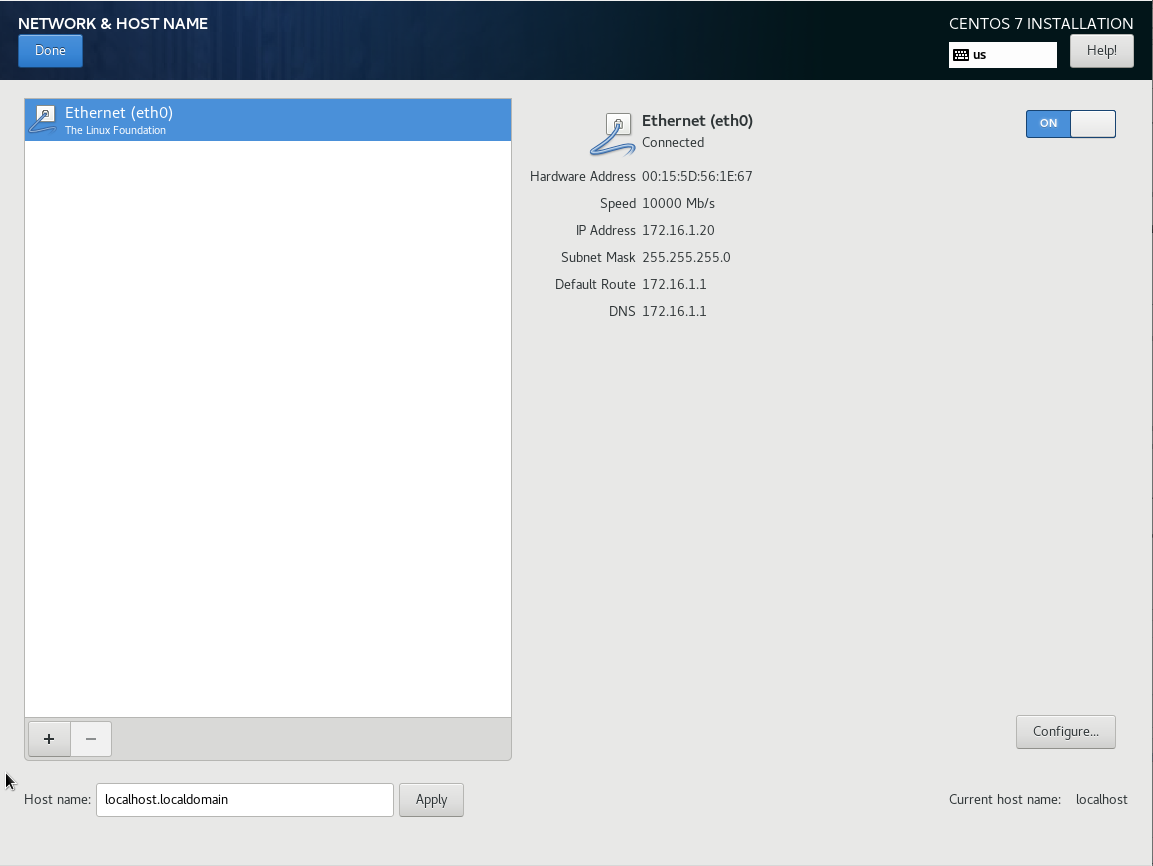 NETWORK & HOST NAME
CENTOS 7 INSTALLATION
Done
us
Help!
Ethernet (eth0)
The Linux Foundation
Ethernet (eth0)
Connected
ON
Hardware Address 00:15:5D:56:1E:67
Speed 10000 Mb/s
IP Address 172.16.1.20
Subnet Mask 255.255.255.0
Default Route 172.16.1.1
DNS 172.16.1.1
+ −
Configure...
Host name: localhost.localdomain Apply
Current host name: localhost